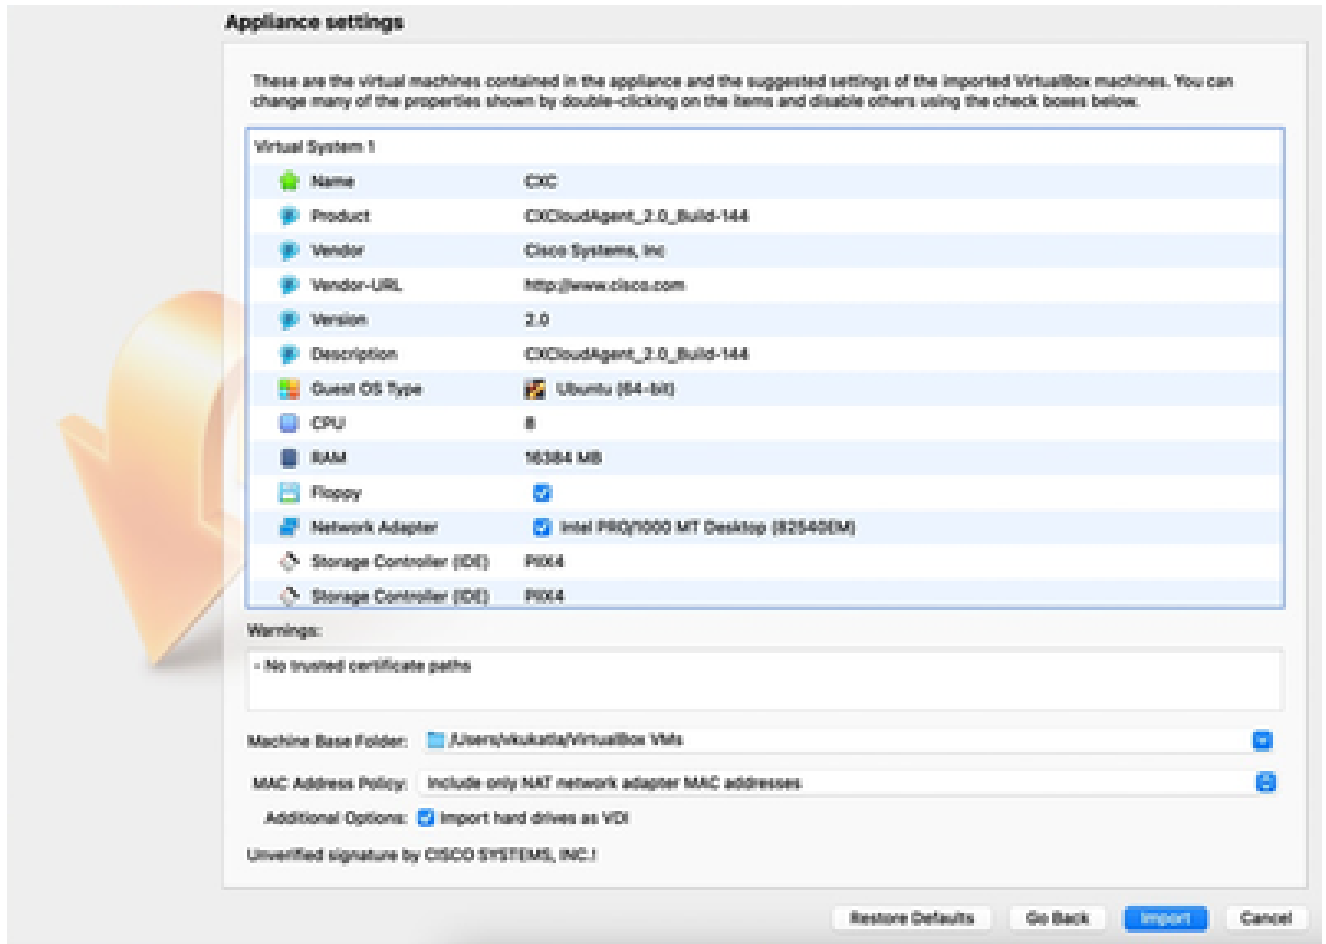 Appliance settings
These are the virtual machines contained in the appliance and the suggested settings of the imported VirtualBox machines. You can
change many of the properties shown by double-clicking on the items and disable others using the check boxes below.
Virtual System 1
Name CXC
Product CXCloudAgent_2.0_Build-144
Vendor Cisco Systems, Inc
Vendor-URL http://www.cisco.com
Version 2.0
Description CXCloudAgent_2.0_Build-144
Guest OS Type Ubuntu (64-bit)
CPU 8
RAM 16384 MB
Floppy
Network Adapter Intel PRO/1000 MT Desktop (82540EM)
Storage Controller (IDE) PIIX4
Storage Controller (IDE) PIIX4
Warnings:
- No trusted certificate paths
Machine Base Folder: /Users/vkukatla/VirtualBox VMs
MAC Address Policy: Include only NAT network adapter MAC addresses
Additional Options: Import hard drives as VDI
Unverified signature by CISCO SYSTEMS, INC.!
Restore Defaults Go Back Import Cancel